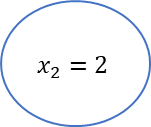 x₂ = 2